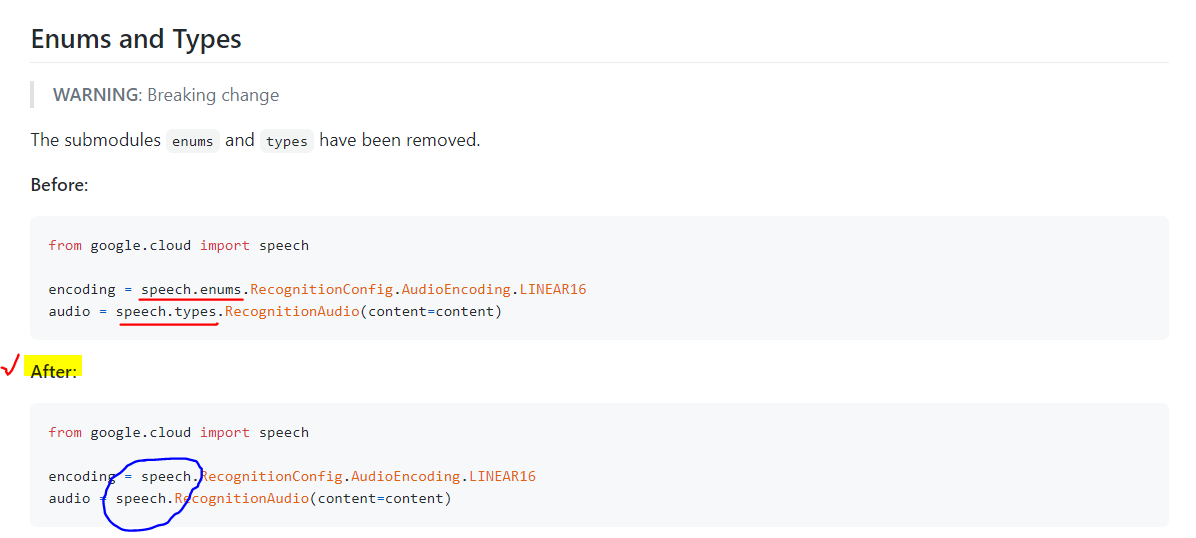 Enums and Types
WARNING: Breaking change
The submodules enums and types have been removed.
Before:
from google.cloud import speech
encoding = speech.enums.RecognitionConfig.AudioEncoding.LINEAR16
audio = speech.types.RecognitionAudio(content=content)
After:
from google.cloud import speech
encoding = speech.RecognitionConfig.AudioEncoding.LINEAR16
audio = speech.RecognitionAudio(content=content)